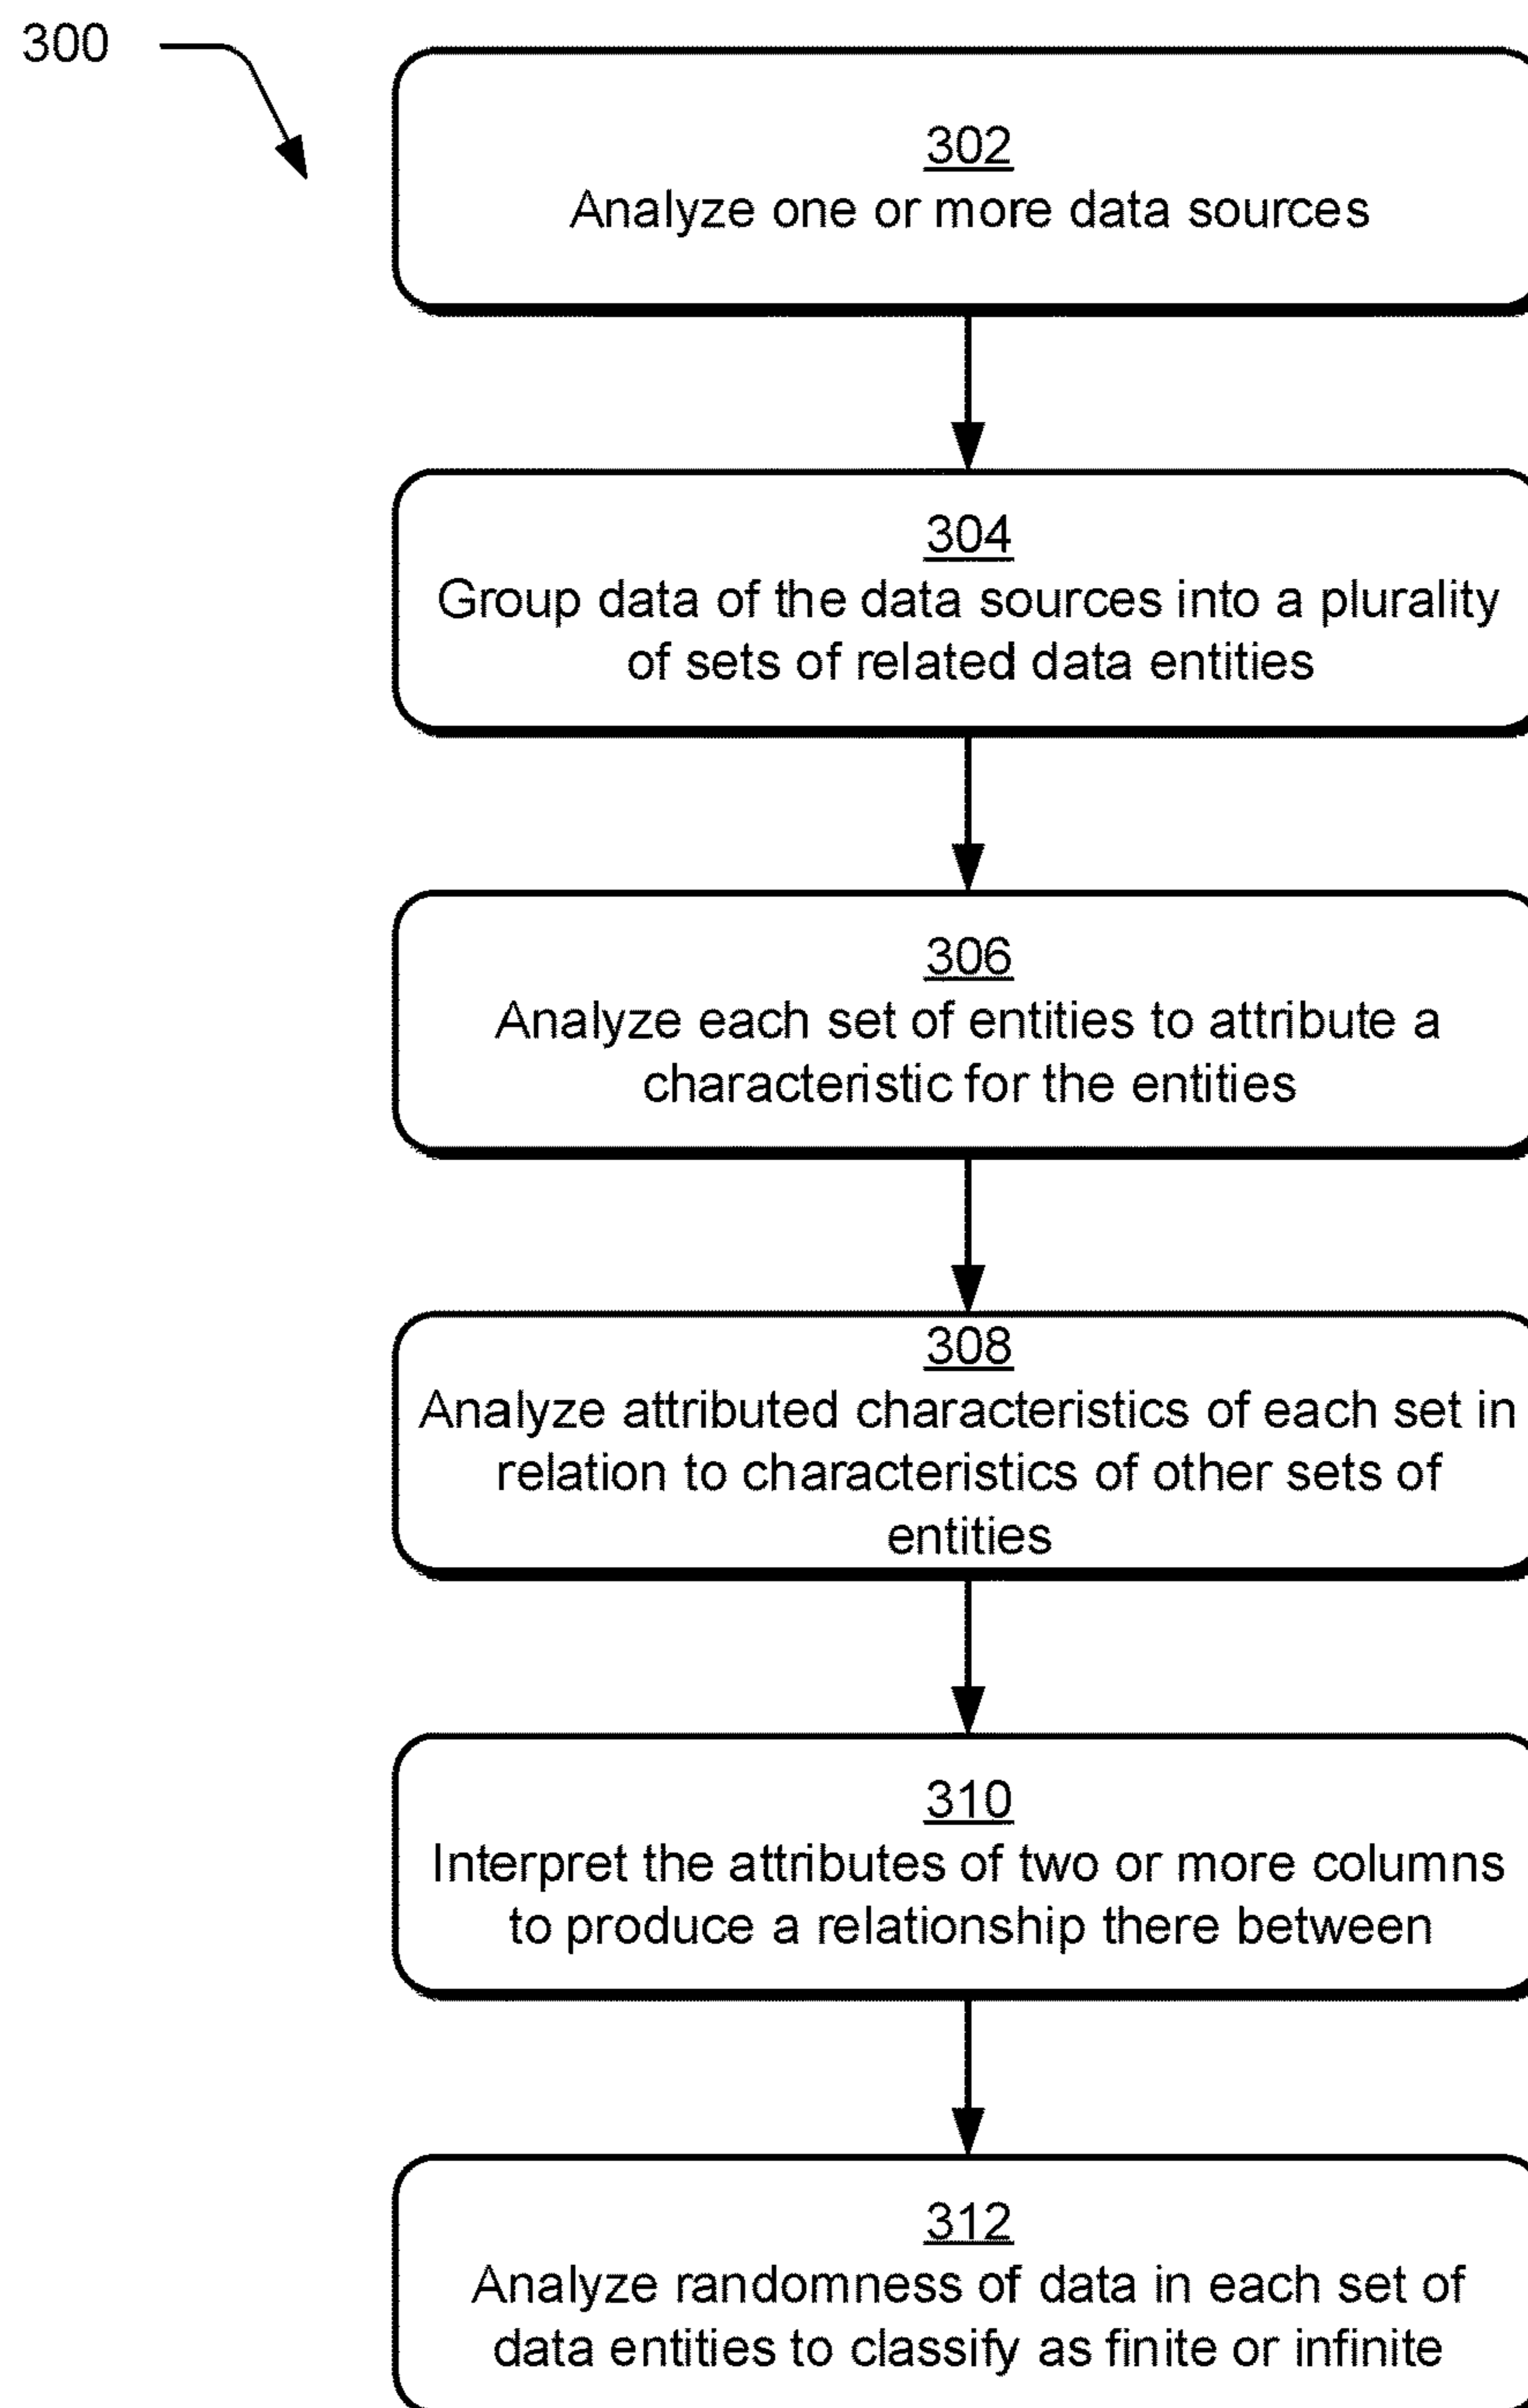 300
302
Analyze one or more data sources
304
Group data of the data sources into a plurality
of sets of related data entities
306
Analyze each set of entities to attribute a
characteristic for the entities
308
Analyze attributed characteristics of each set in
relation to characteristics of other sets of
entities
310
Interpret the attributes of two or more columns
to produce a relationship there between
312
Analyze randomness of data in each set of
data entities to classify as finite or infinite